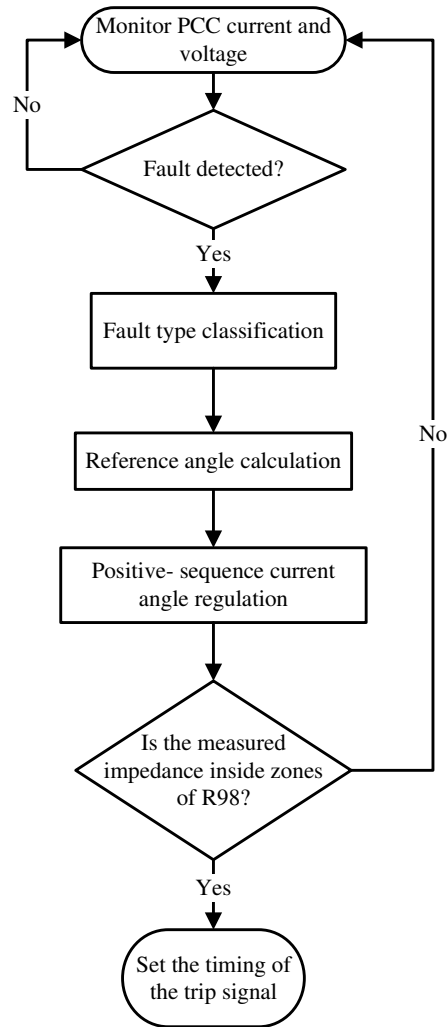 Monitor PCC current and
voltage
No
Fault detected?
Yes
Fault type classification
No
Reference angle calculation
Positive- sequence current
angle regulation
Is the measured
impedance inside zones
of R98?
Yes
Set the timing of
the trip signal